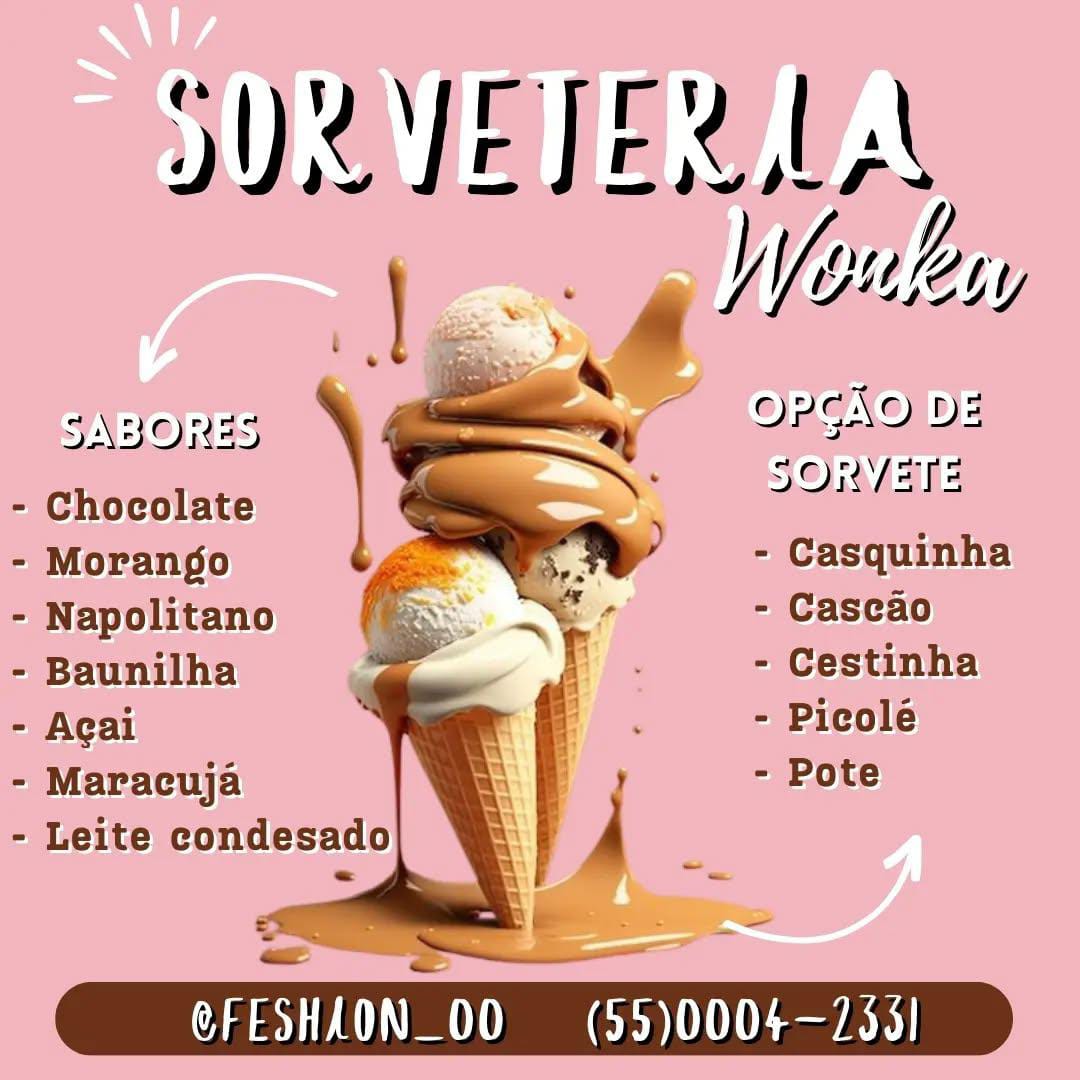 SORVETERIA
Wonka
SABORES
- Chocolate
- Morango
- Napolitano
- Baunilha
- Açai
- Maracujá
- Leite condesado
OPÇÃO DE
SORVETE
- Casquinha
- Cascão
- Cestinha
- Picolé
- Pote
@FESHION_OO (55)0004-2331